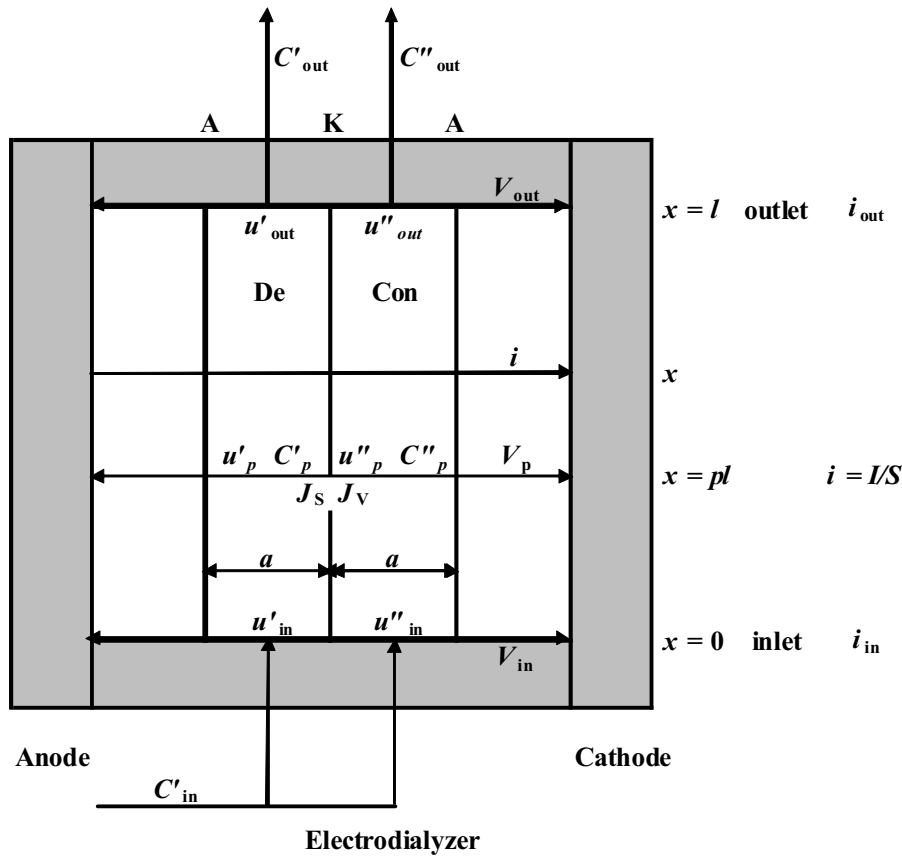 C′out C″out
A K A
Vout
u′out u″out x = l outlet iout
De Con
i
x
u′p C′p u″p C″p Vp
x = pl i = I/S
JS JV
a a
u′in u″in
x = 0 inlet iin
Vin
Anode Cathode
C′in
Electrodialyzer